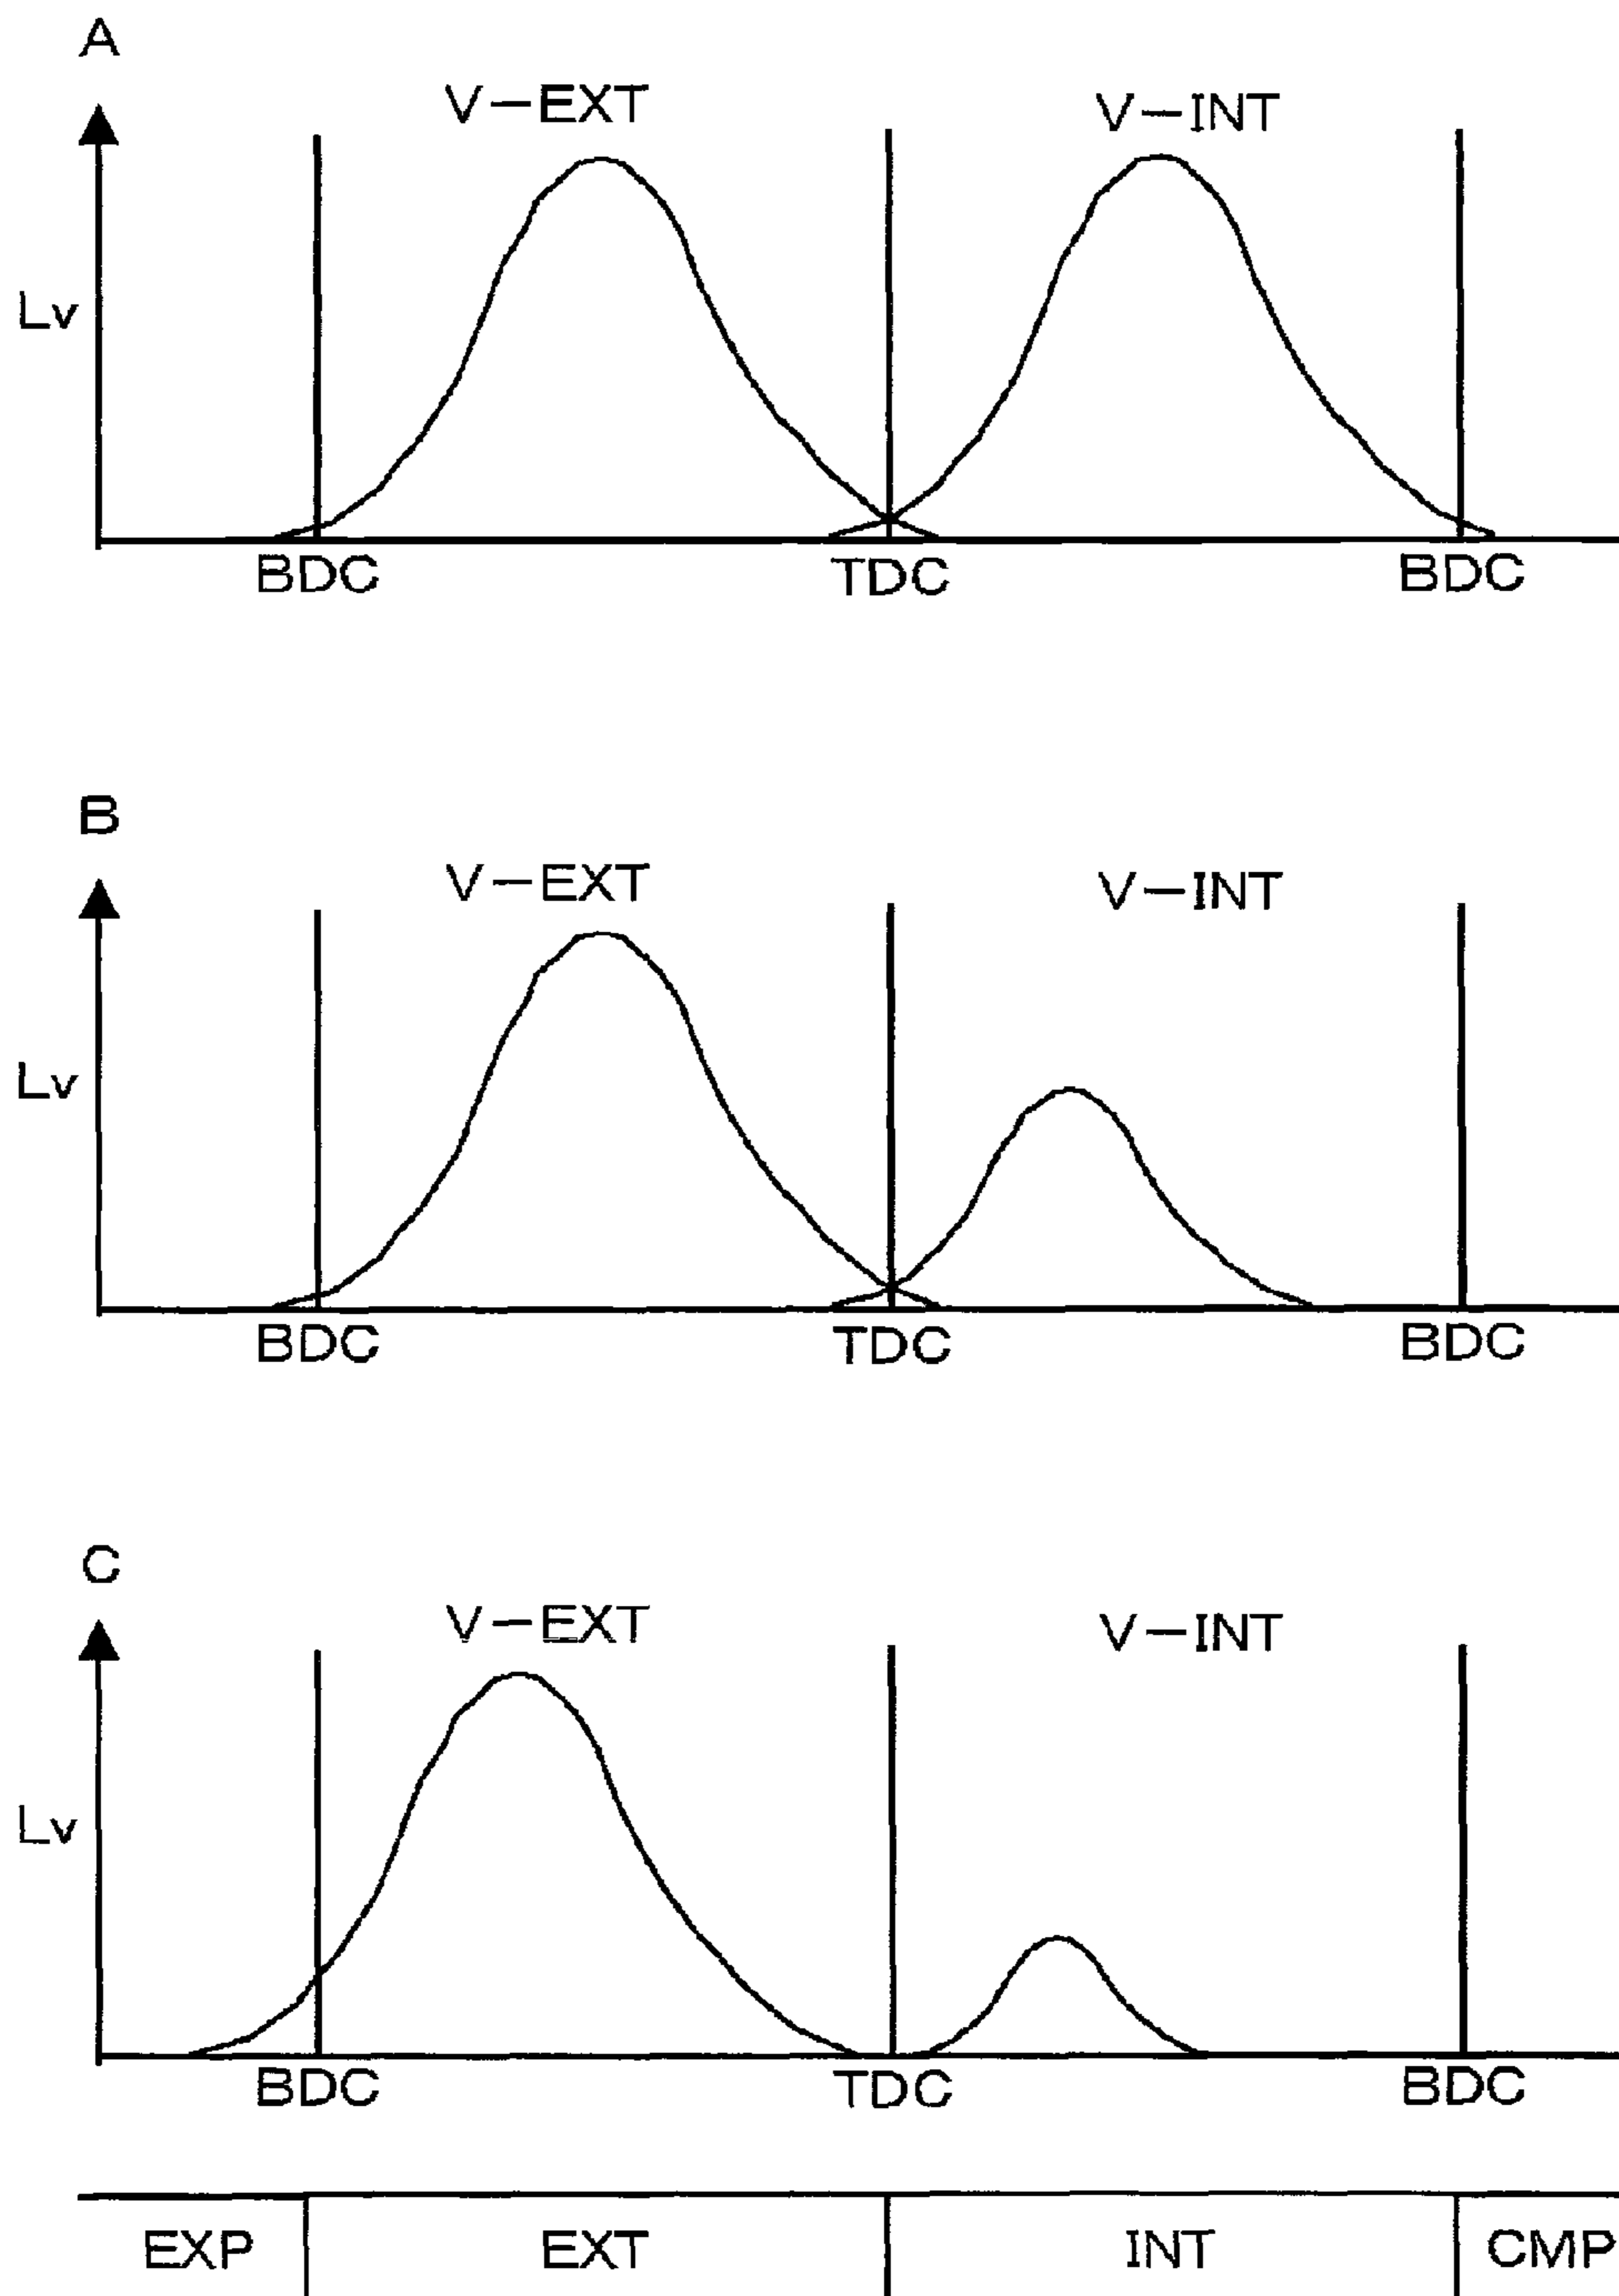 A
V-EXT V-INT
Lv
BDC TDC BDC
B
V-EXT V-INT
Lv
BDC TDC BDC
C
V-EXT V-INT
Lv
BDC TDC BDC
EXP EXT INT CMP